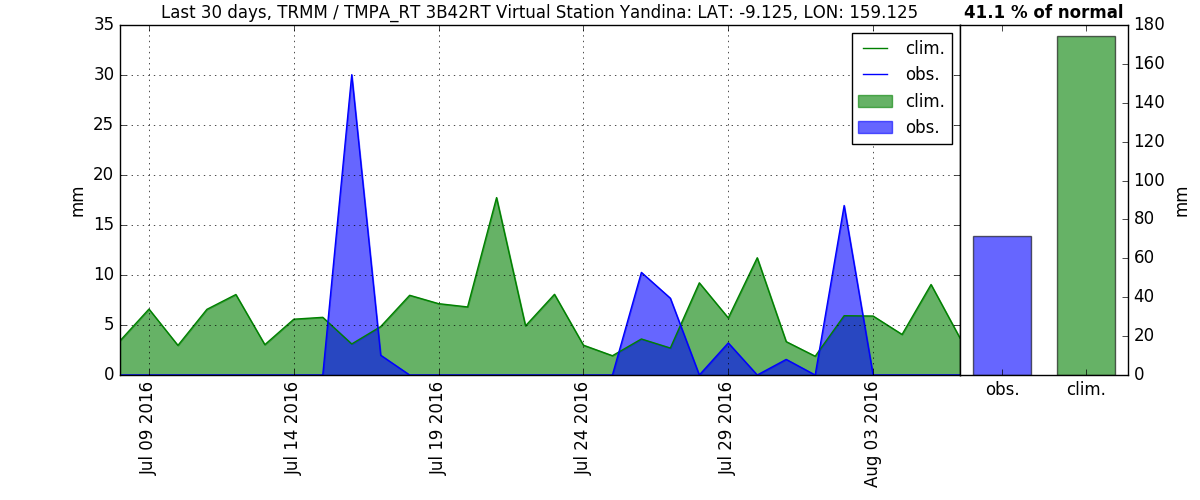 Last 30 days, TRMM / TMPA_RT 3B42RT Virtual Station Yandina: LAT: -9.125, LON: 159.125
41.1 % of normal
35
30
25
20
15
10
5
0
mm
clim.
obs.
clim.
obs.
180
160
140
120
100
80
60
40
20
0
mm
Jul 09 2016
Jul 14 2016
Jul 19 2016
Jul 24 2016
Jul 29 2016
Aug 03 2016
obs.
clim.